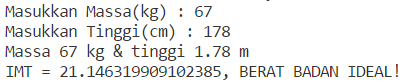 Masukkan Massa(kg) : 67
Masukkan Tinggi(cm) : 178
Massa 67 kg & tinggi 1.78 m
IMT = 21.146319909102385, BERAT BADAN IDEAL!